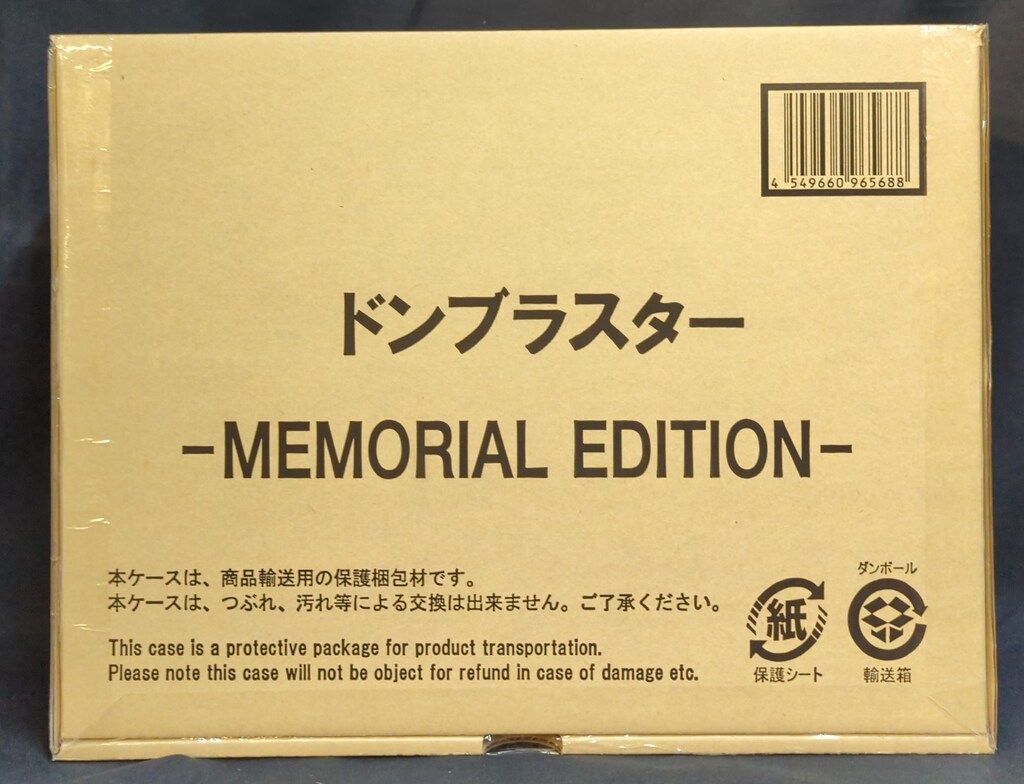 4 549660 965688
ドンブラスター
-MEMORIAL EDITION-
本ケースは、商品輸送用の保護梱包材です。
本ケースは、つぶれ、汚れ等による交換は出来ません。ご了承ください。
This case is a protective package for product transportation.
Please note this case will not be object for refund in case of damage etc.
紙
保護シート
ダンボール
輸送箱